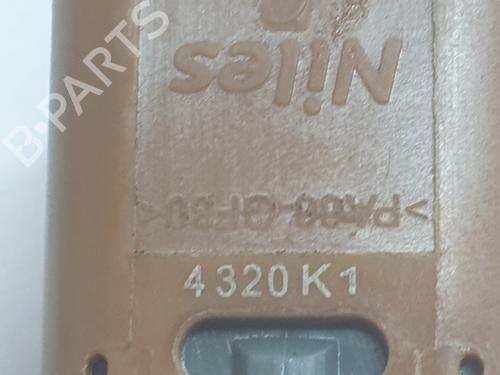 Niles
>PA66-GF30<
4320K1
B-PARTS